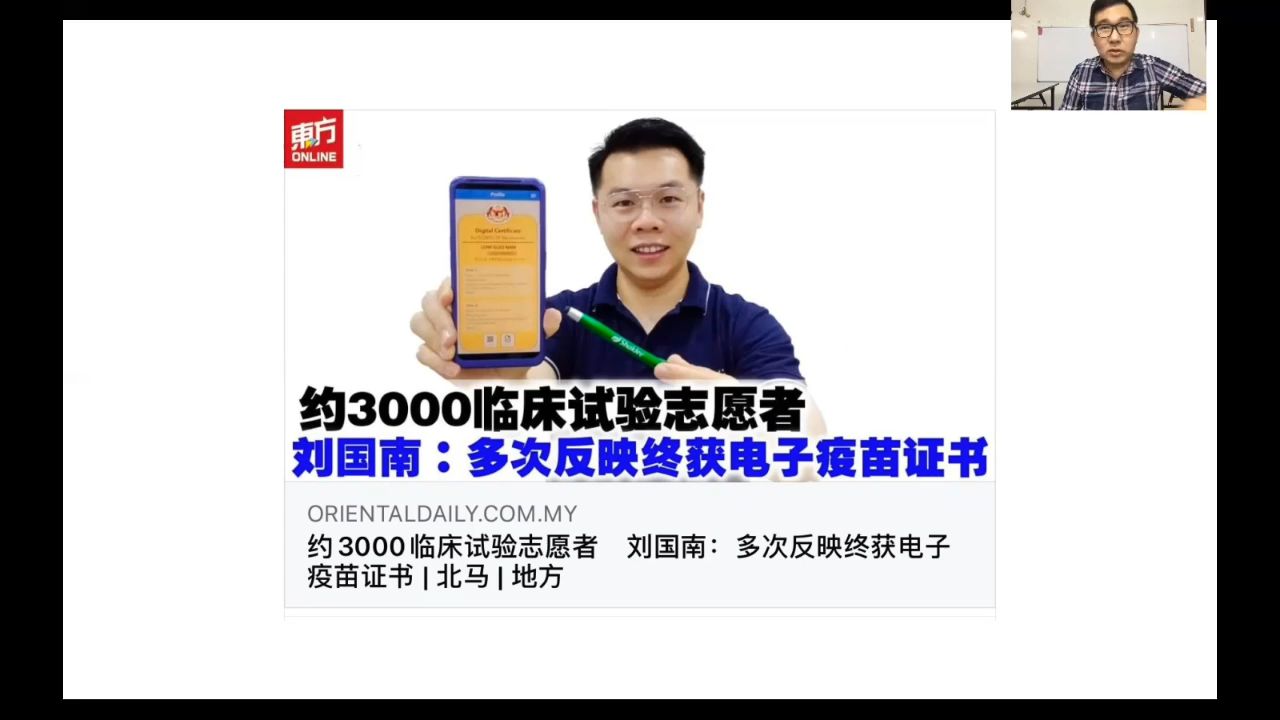 東方
ONLINE
Profile
Digital Certificate
约3000临床试验志愿者
刘国南：多次反映终获电子疫苗证书
ORIENTALDAILY.COM.MY
约3000临床试验志愿者　刘国南：多次反映终获电子
疫苗证书 | 北马 | 地方